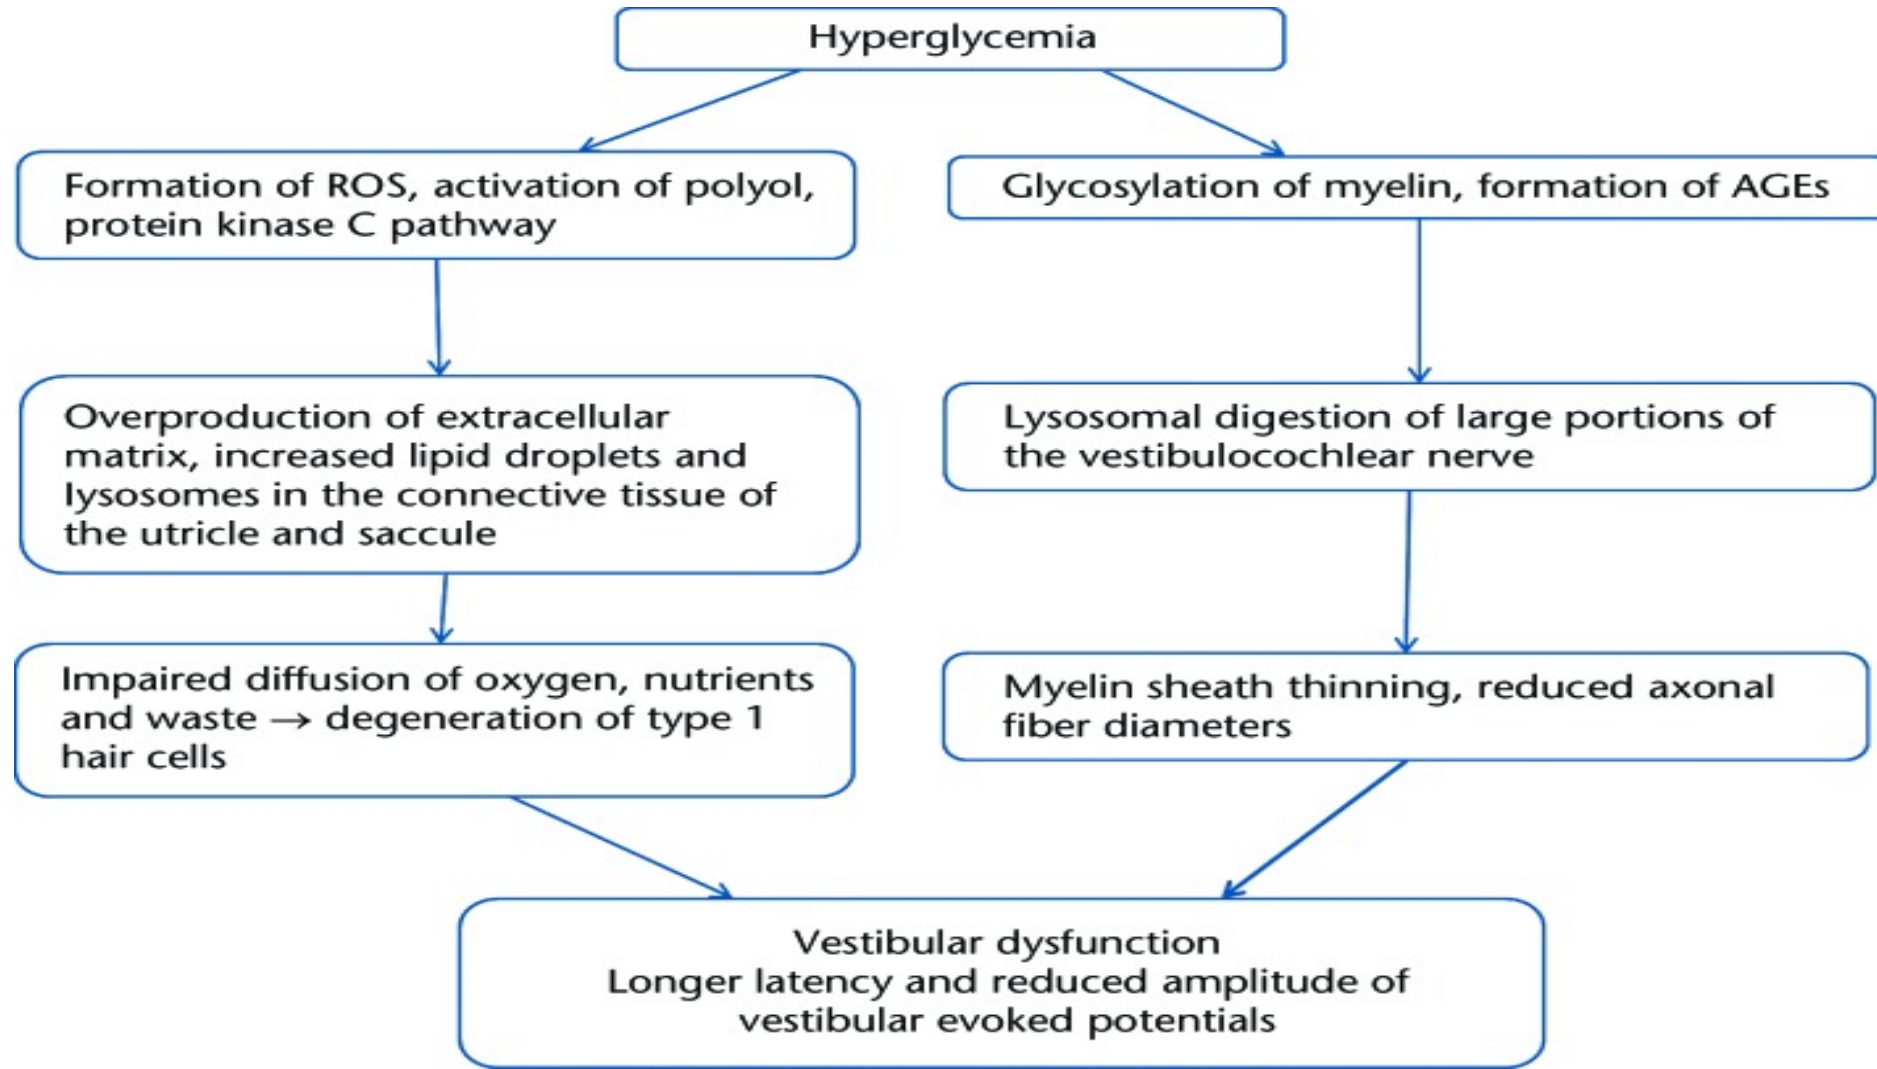 Hyperglycemia
Formation of ROS, activation of polyol,
protein kinase C pathway
Glycosylation of myelin, formation of AGEs
Overproduction of extracellular
matrix, increased lipid droplets and
lysosomes in the connective tissue of
the utricle and saccule
Lysosomal digestion of large portions of
the vestibulocochlear nerve
Impaired diffusion of oxygen, nutrients
and waste → degeneration of type 1
hair cells
Myelin sheath thinning, reduced axonal
fiber diameters
Vestibular dysfunction
Longer latency and reduced amplitude of
vestibular evoked potentials